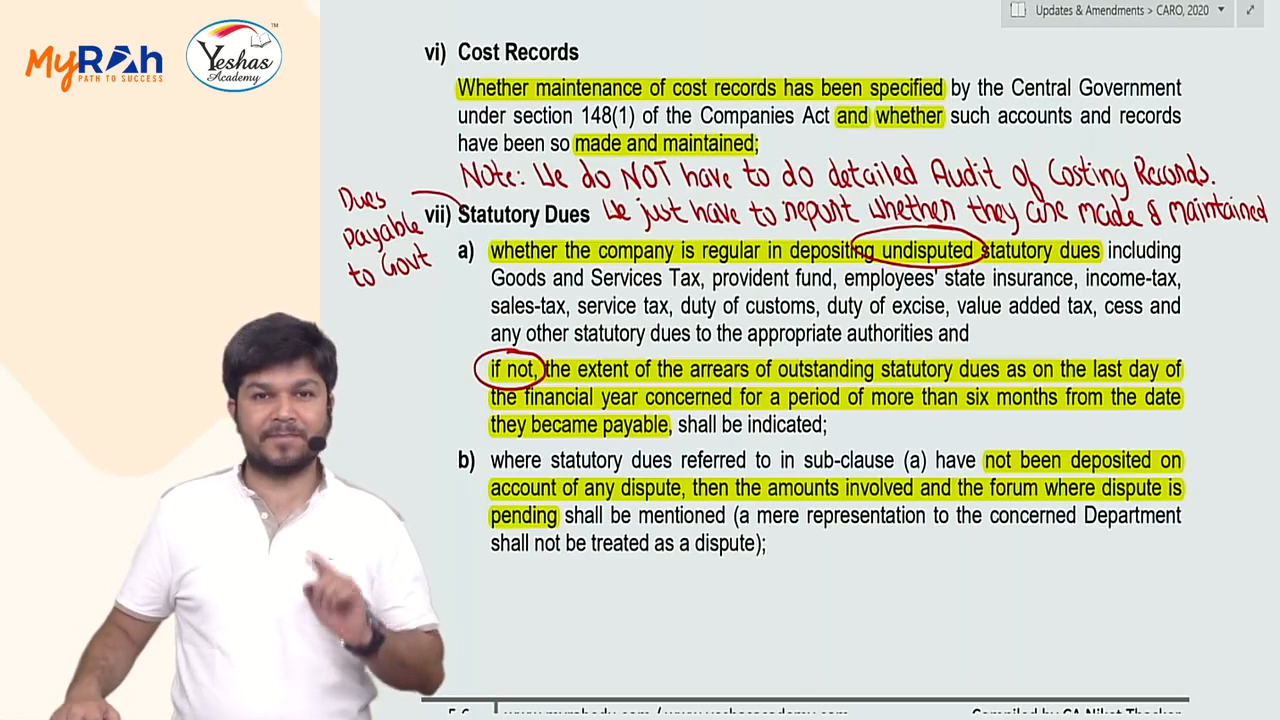 Updates & Amendments > CARO, 2020
MyRAh
PATH TO SUCCESS
Yeshas
Academy
TM
vi) Cost Records
Whether maintenance of cost records has been specified by the Central Government
under section 148(1) of the Companies Act and whether such accounts and records
have been so made and maintained;
Note: We do NOT have to do detailed Audit of Costing Records.
We just have to report whether they are made & maintained
Dues
Payable
to Govt
vii) Statutory Dues
a) whether the company is regular in depositing undisputed statutory dues including
Goods and Services Tax, provident fund, employees' state insurance, income-tax,
sales-tax, service tax, duty of customs, duty of excise, value added tax, cess and
any other statutory dues to the appropriate authorities and
if not, the extent of the arrears of outstanding statutory dues as on the last day of
the financial year concerned for a period of more than six months from the date
they became payable, shall be indicated;
b) where statutory dues referred to in sub-clause (a) have not been deposited on
account of any dispute, then the amounts involved and the forum where dispute is
pending shall be mentioned (a mere representation to the concerned Department
shall not be treated as a dispute);